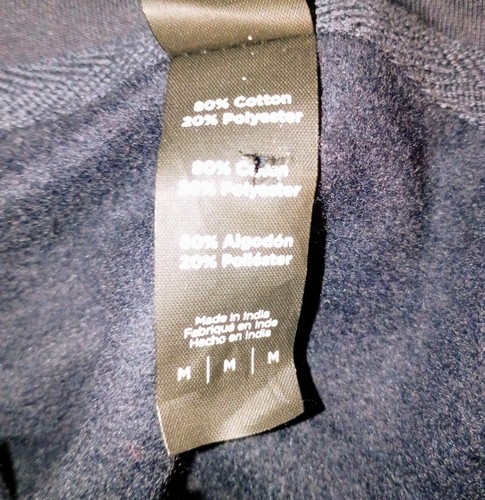 80% Cotton
20% Polyester
80%
20% Polyester
80% Algodón
20% Poliéster
Made in India
Fabriqué en Inde
Hecho en India
M | M | M